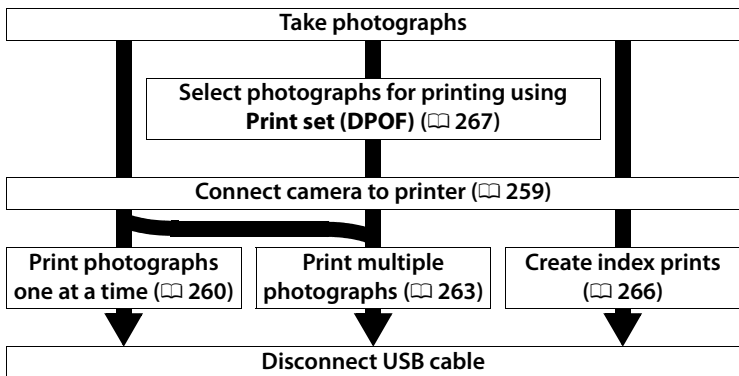 Take photographs
Select photographs for printing using
Print set (DPOF) (📖 267)
Connect camera to printer (📖 259)
Print photographs
one at a time (📖 260)
Print multiple
photographs (📖 263)
Create index prints
(📖 266)
Disconnect USB cable